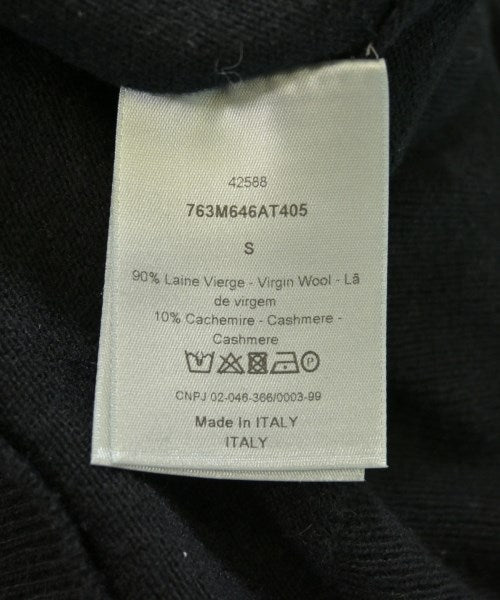 42588
763M646AT405
S
90% Laine Vierge - Virgin Wool - Lã
de virgem
10% Cachemire - Cashmere -
Cashmere
P
CNPJ 02-046-366/0003-99
Made In ITALY
ITALY